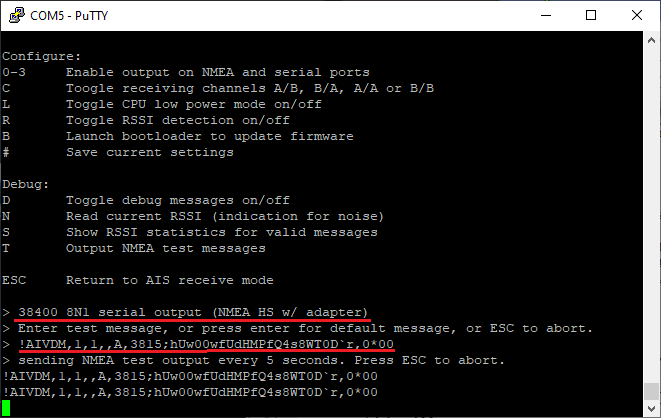 COM5 - PuTTY
Configure:
0-3 Enable output on NMEA and serial ports
C Toogle receiving channels A/B, B/A, A/A or B/B
L Toggle CPU low power mode on/off
R Toggle RSSI detection on/off
B Launch bootloader to update firmware
# Save current settings
Debug:
D Toggle debug messages on/off
N Read current RSSI (indication for noise)
S Show RSSI statistics for valid messages
T Output NMEA test messages
ESC Return to AIS receive mode
> 38400 8N1 serial output (NMEA HS w/ adapter)
> Enter test message, or press enter for default message, or ESC to abort.
> !AIVDM,1,1,,A,3815;hUw00wfUdHMPfQ4s8WT0D`r,0*00
> sending NMEA test output every 5 seconds. Press ESC to abort.
!AIVDM,1,1,,A,3815;hUw00wfUdHMPfQ4s8WT0D`r,0*00
!AIVDM,1,1,,A,3815;hUw00wfUdHMPfQ4s8WT0D`r,0*00